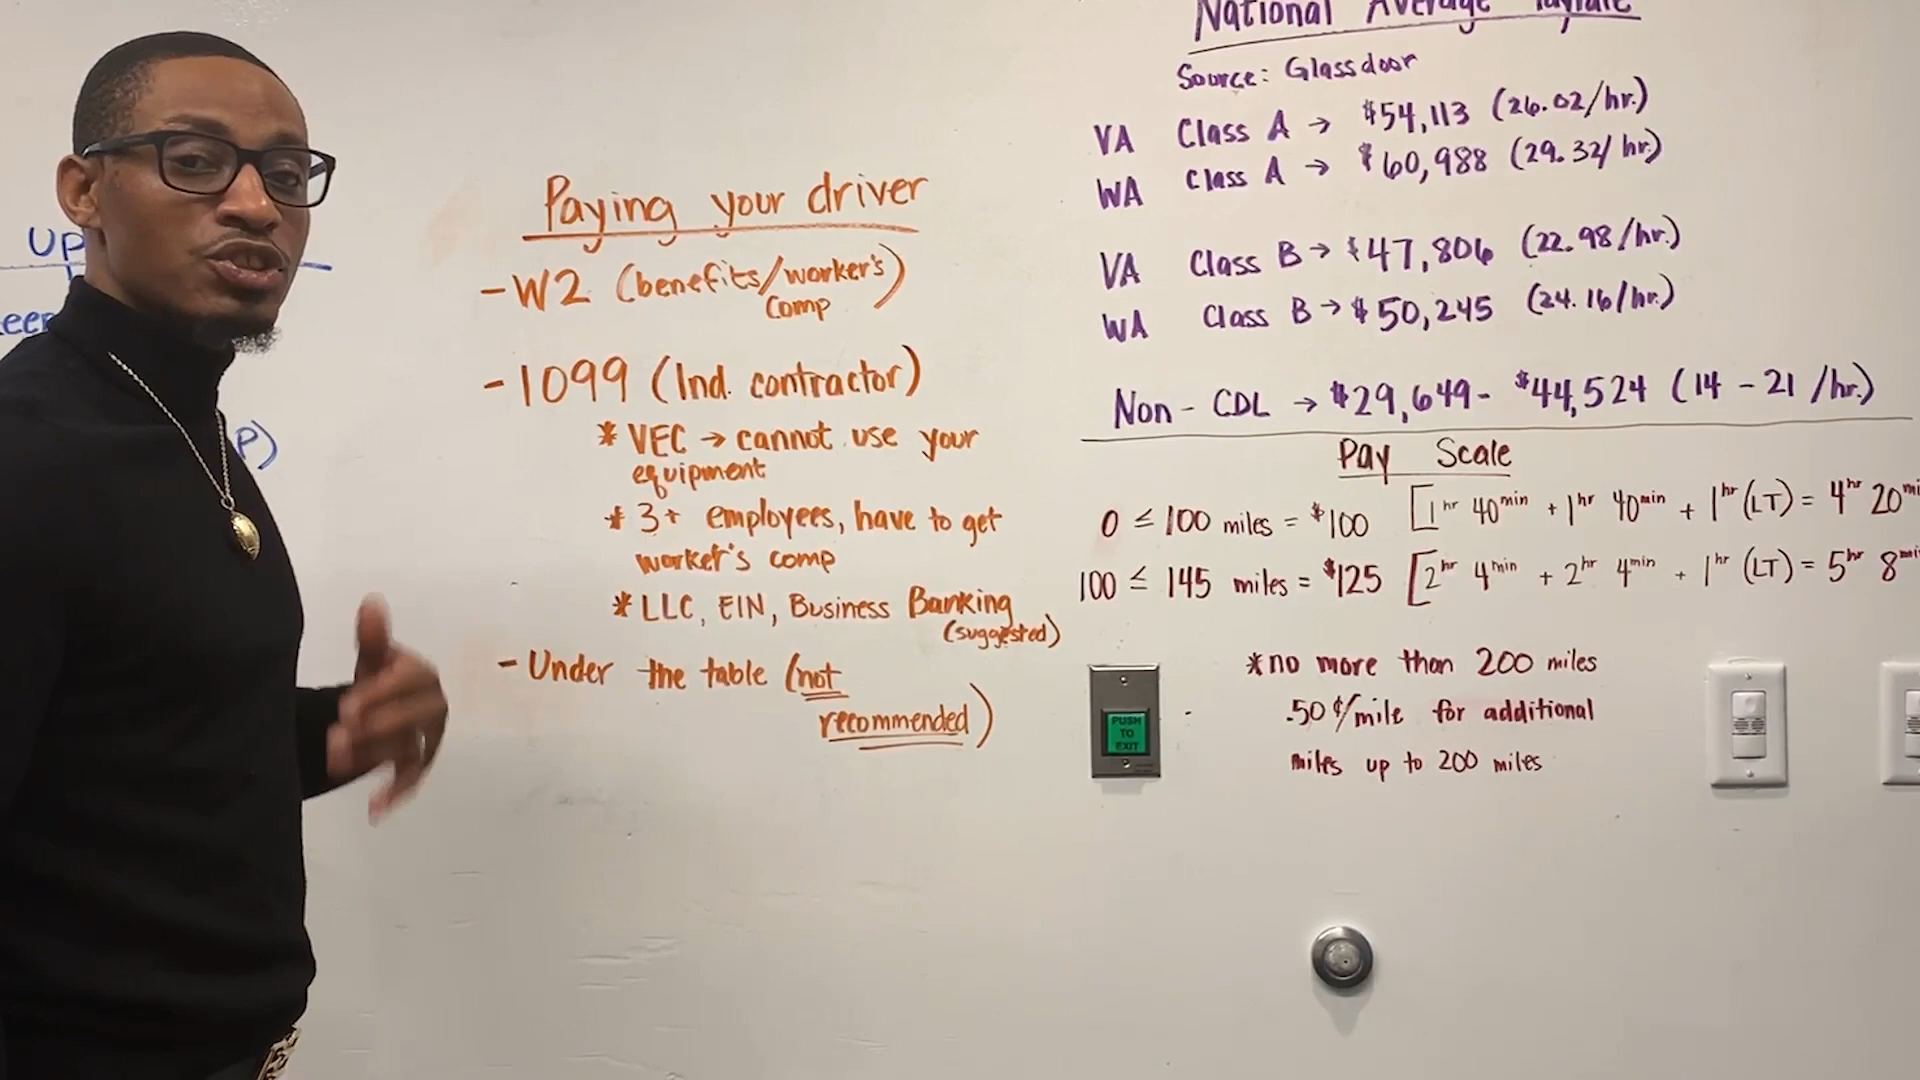 UP
P)
Paying your driver
- W2 (benefits/worker's
comp)
- 1099 (Ind. contractor)
* VEC → cannot use your
equipment
* 3+ employees, have to get
worker's comp
* LLC, EIN, Business Banking
(suggested)
- Under the table (not
recommended)
National Average Payrate
Source: Glassdoor
VA Class A → $54,113 (26.02/hr.)
WA Class A → $60,988 (29.32/hr.)
VA Class B → $47,806 (22.98/hr.)
WA Class B → $50,245 (24.16/hr.)
Non - CDL → $29,649 - $44,524 (14 - 21 /hr.)
Pay Scale
0 ≤ 100 miles = $100 [1hr 40min + 1hr 40min + 1hr (LT) = 4hr 20mi
100 ≤ 145 miles = $125 [2hr 4min + 2hr 4min + 1hr (LT) = 5hr 8mi
*no more than 200 miles
.50¢/mile for additional
miles up to 200 miles
PUSH
TO
EXIT